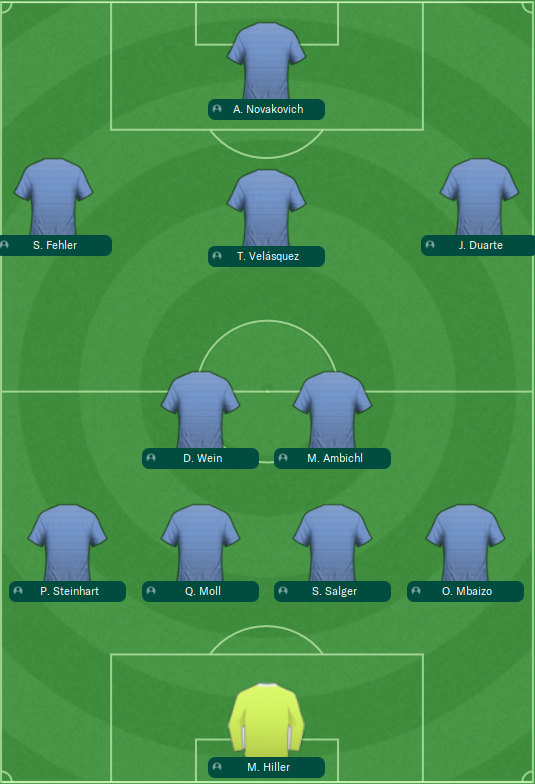 A. Novakovich
S. Fehler
T. Velásquez
J. Duarte
D. Wein
M. Ambichl
P. Steinhart
Q. Moll
S. Salger
O. Mbaizo
M. Hiller